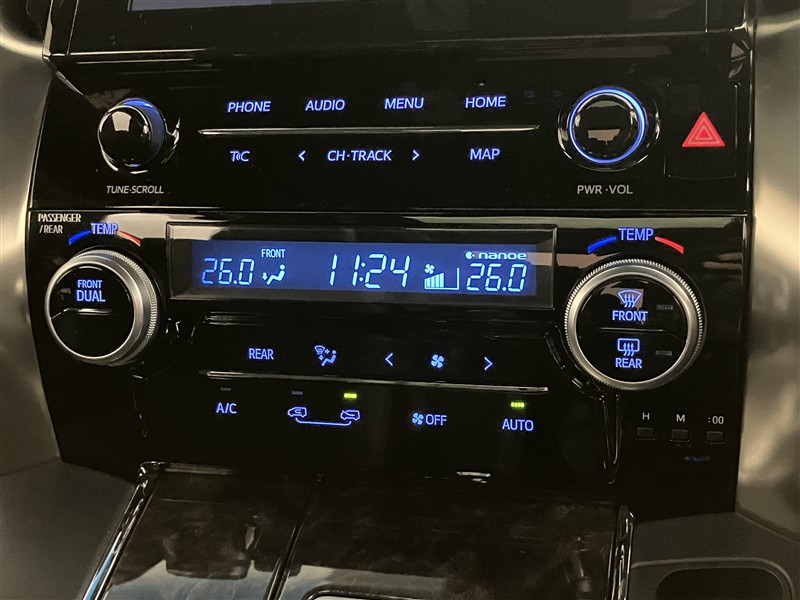 PHONE AUDIO MENU HOME
T C < CH·TRACK > MAP
TUNE·SCROLL PWR·VOL
PASSENGER
/REAR
TEMP TEMP
FRONT nanoe
26.0 11:24 26.0
FRONT
DUAL
FRONT
REAR
REAR < >
A/C OFF AUTO
H M :00